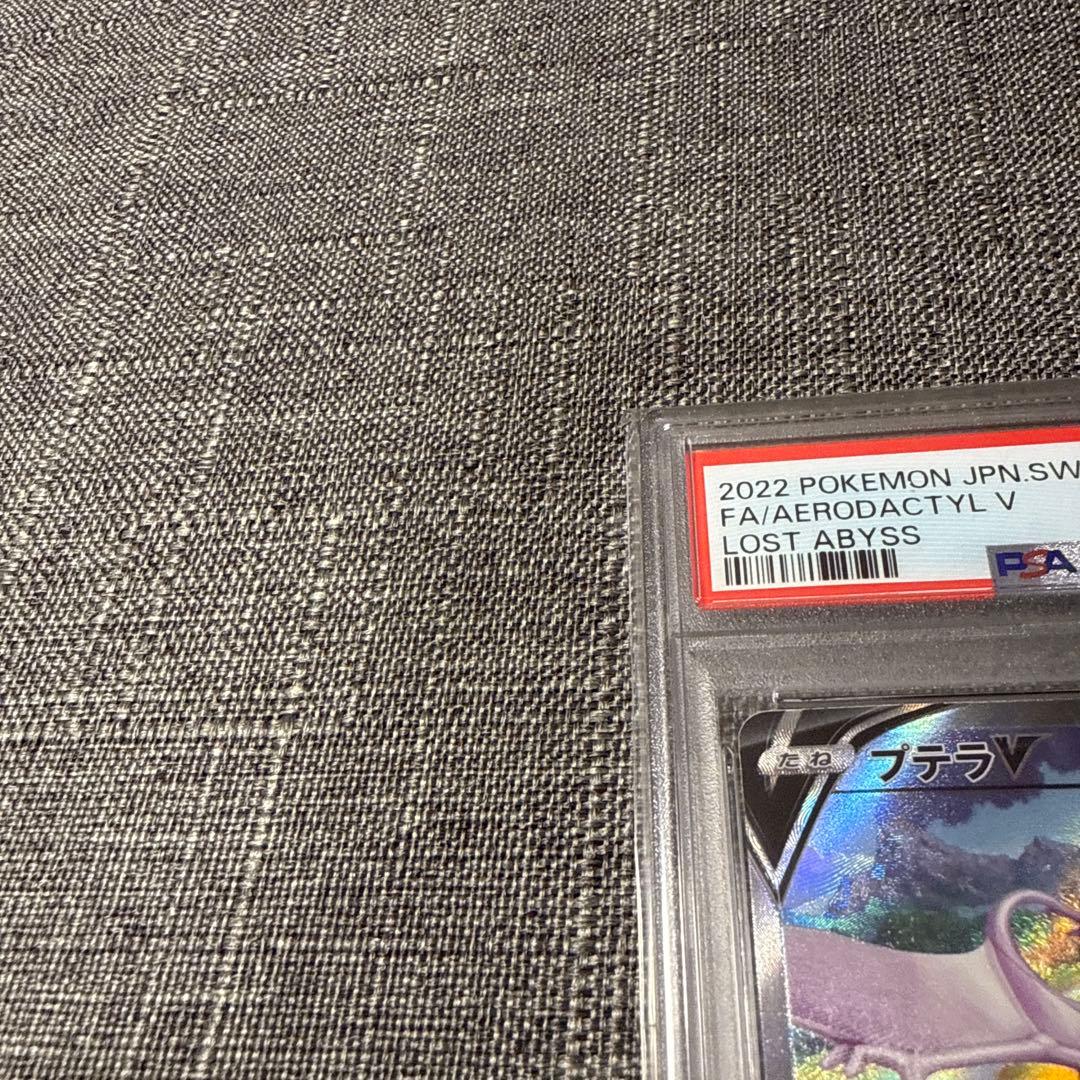 2022 POKEMON JPN.SW
FA/AERODACTYL V
LOST ABYSS
PSA
たね プテラV